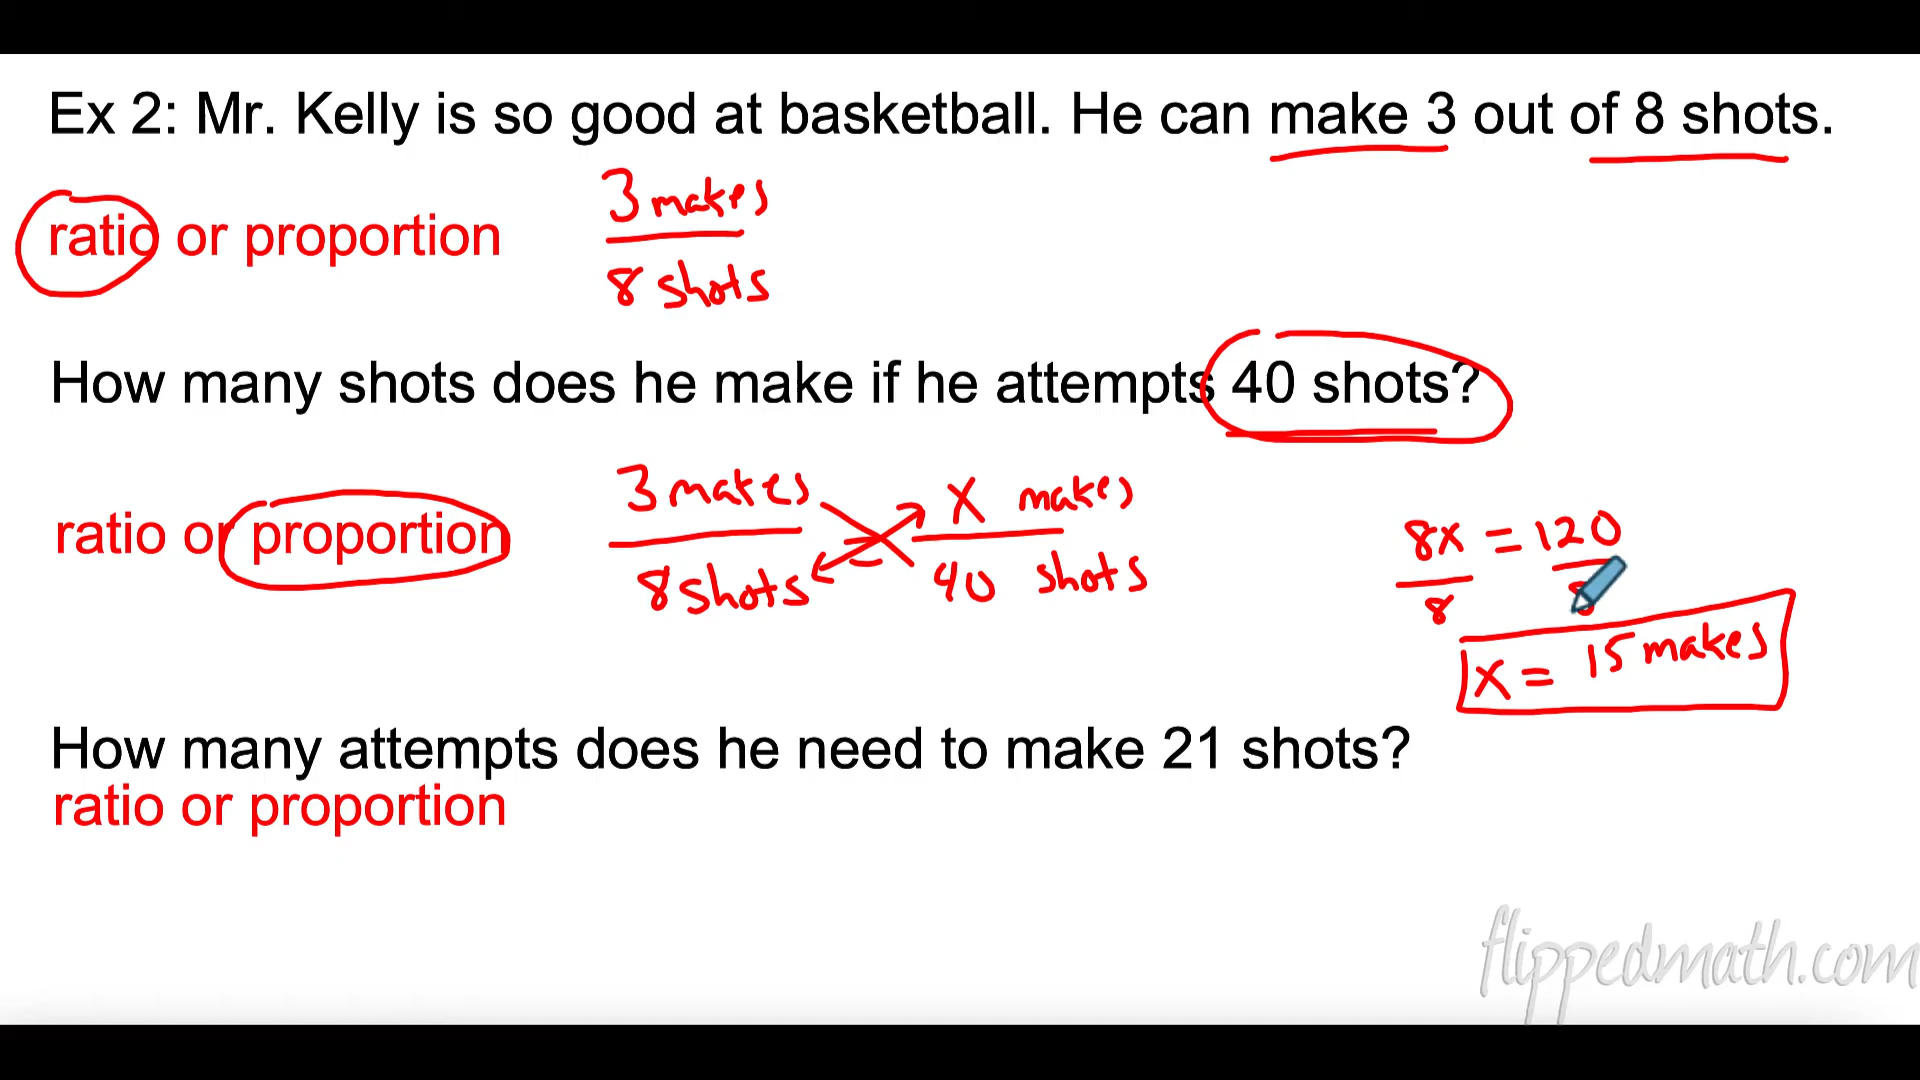 Ex 2: Mr. Kelly is so good at basketball. He can make 3 out of 8 shots.
3 makes
ratio or proportion
8 shots
How many shots does he make if he attempts 40 shots?
3 makes X makes
ratio or proportion =
8 shots 40 shots
8x = 120
8 8
x = 15 makes
How many attempts does he need to make 21 shots?
ratio or proportion
flippedmath.com